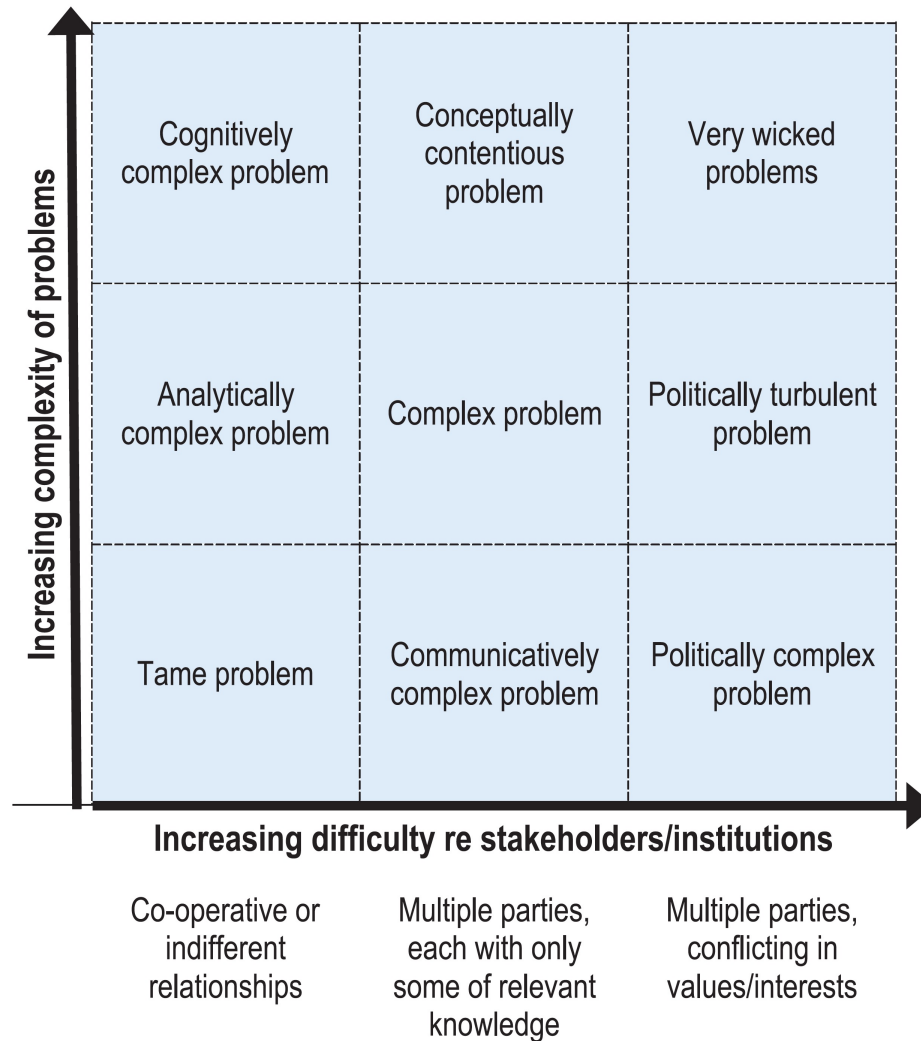 Increasing complexity of problems
Cognitively
complex problem
Conceptually
contentious
problem
Very wicked
problems
Analytically
complex problem
Complex problem
Politically turbulent
problem
Tame problem
Communicatively
complex problem
Politically complex
problem
Increasing difficulty re stakeholders/institutions
Co-operative or
indifferent
relationships
Multiple parties,
each with only
some of relevant
knowledge
Multiple parties,
conflicting in
values/interests